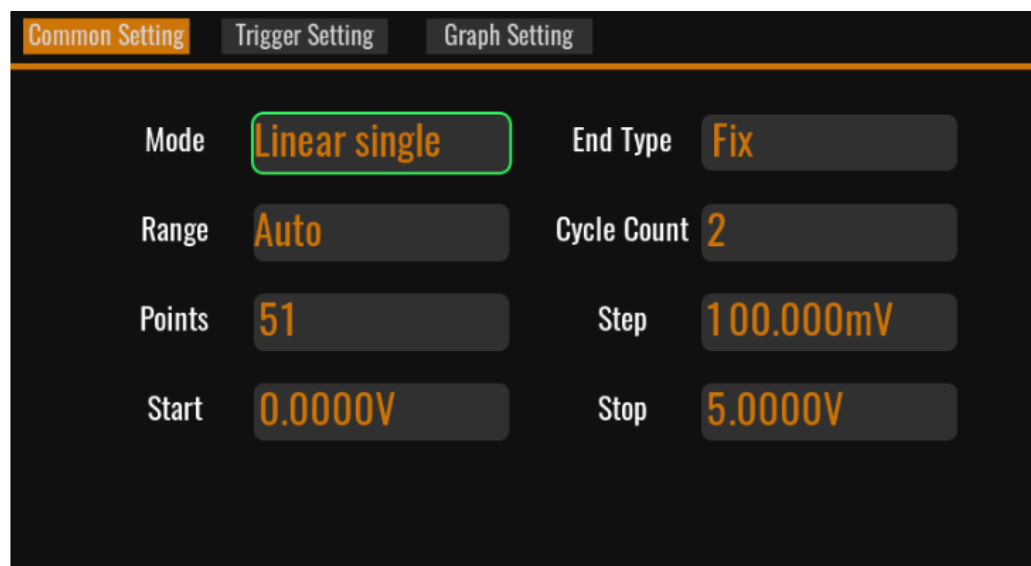 Common Setting Trigger Setting Graph Setting
Mode Linear single End Type Fix
Range Auto Cycle Count 2
Points 51 Step 100.000mV
Start 0.0000V Stop 5.0000V